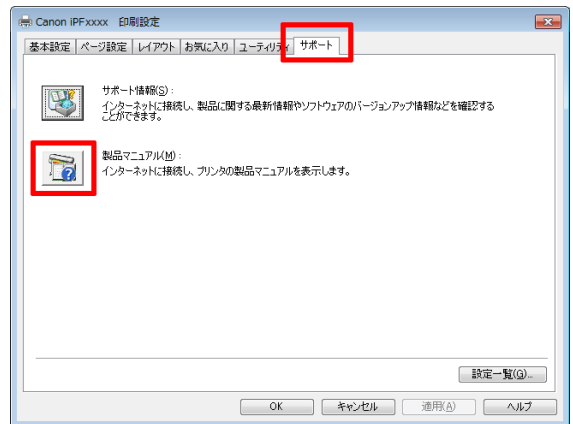 Canon iPFxxxx 印刷設定
基本設定 ページ設定 レイアウト お気に入り ユーティリティ サポート
サポート情報(S) :
インターネットに接続し、製品に関する最新情報やソフトウェアのバージョンアップ情報などを確認する
ことができます。
製品マニュアル(M) :
インターネットに接続し、プリンタの製品マニュアルを表示します。
設定一覧(G)...
OK キャンセル 適用(A) ヘルプ